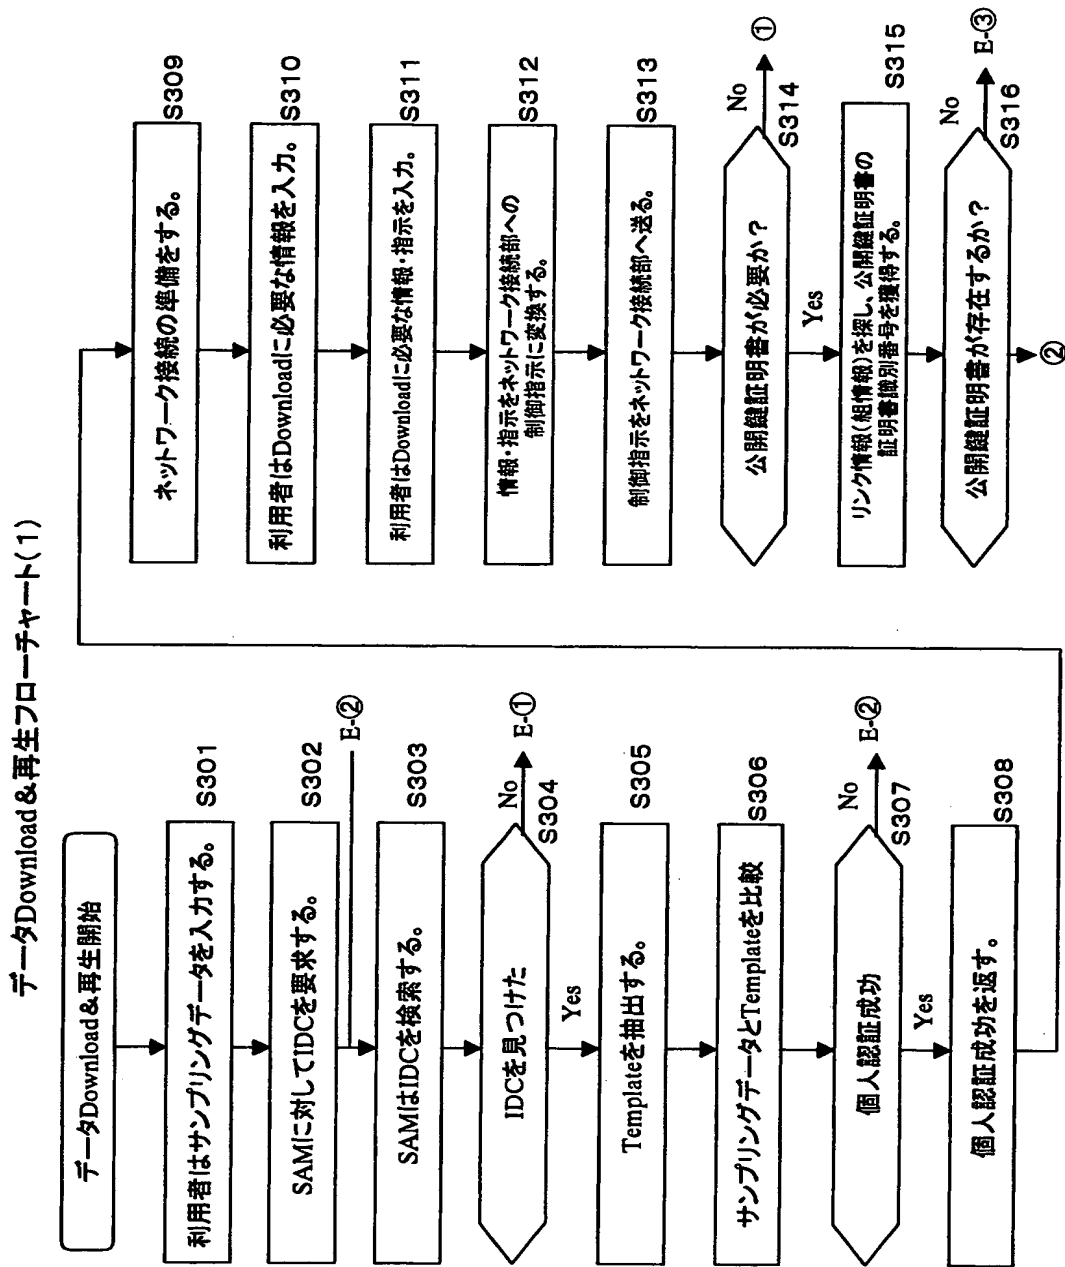 データDownload&再生フローチャート(1)
データDownload&再生開始
利用者はサンプリングデータを入力する。
S301
SAMに対してIDCを要求する。
S302
E-②
SAMはIDCを検索する。
S303
IDCを見つけた
No
E-①
S304
Yes
Templateを抽出する。
S305
サンプリングデータとTemplateを比較
S306
個人認証成功
No
E-②
S307
Yes
個人認証成功を返す。
S308
ネットワーク接続の準備をする。
S309
利用者はDownloadに必要な情報を入力。
S310
利用者はDownloadに必要な情報・指示を入力。
S311
情報・指示をネットワーク接続部への
制御指示に変換する。
S312
制御指示をネットワーク接続部へ送る。
S313
公開鍵証明書が必要か?
No
①
S314
Yes
リンク情報(組情報)を探し、公開鍵証明書の
証明書識別番号を獲得する。
S315
公開鍵証明書が存在するか?
No
E-③
S316
②